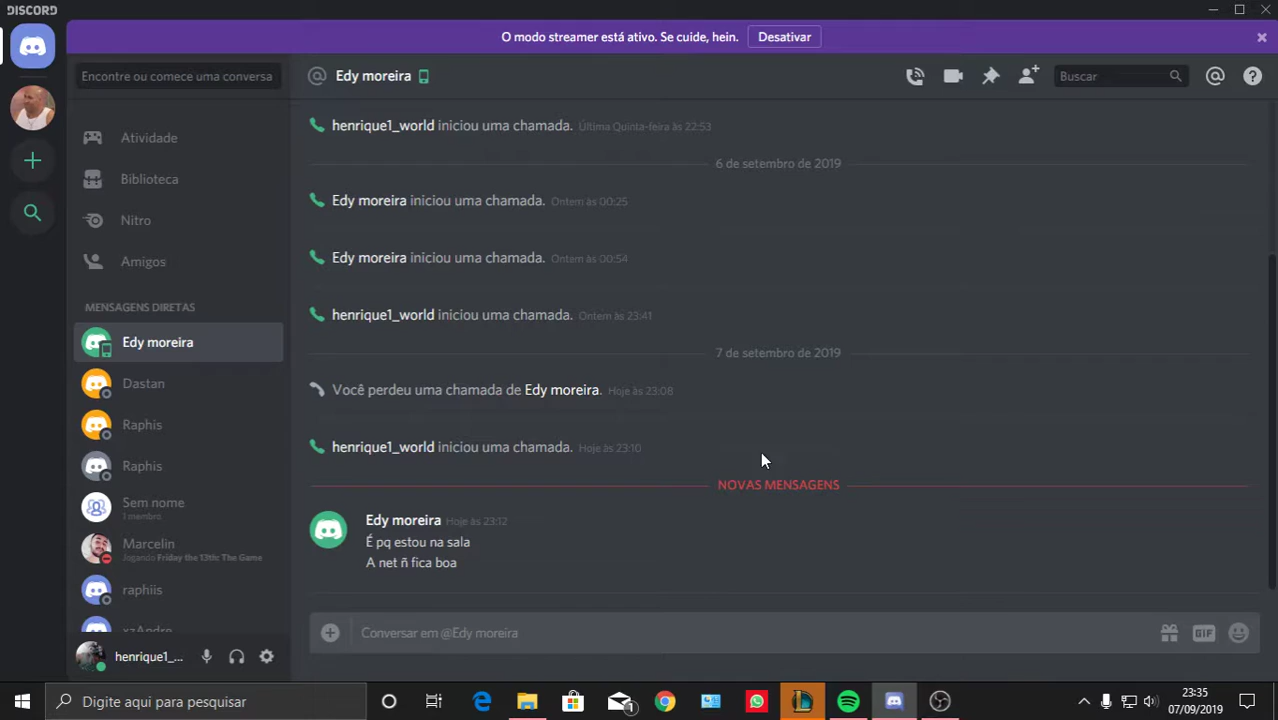 DISCORD
O modo streamer está ativo. Se cuide, hein. Desativar
Encontre ou comece uma conversa
Edy moreira
Buscar
Atividade
Biblioteca
Nitro
Amigos
MENSAGENS DIRETAS
Edy moreira
Dastan
Raphis
Raphis
Sem nome
1 membro
Marcelin
Jogando Friday the 13th: The Game
raphiis
xzAndre
henrique1_...
henrique1_world iniciou uma chamada. Última Quinta-feira às 22:53
6 de setembro de 2019
Edy moreira iniciou uma chamada. Ontem às 00:25
Edy moreira iniciou uma chamada. Ontem às 00:54
henrique1_world iniciou uma chamada. Ontem às 23:41
7 de setembro de 2019
Você perdeu uma chamada de Edy moreira. Hoje às 23:08
henrique1_world iniciou uma chamada. Hoje às 23:10
NOVAS MENSAGENS
Edy moreira Hoje às 23:12
É pq estou na sala
A net ñ fica boa
Conversar em @Edy moreira
GIF
Digite aqui para pesquisar
1
23:35
07/09/2019